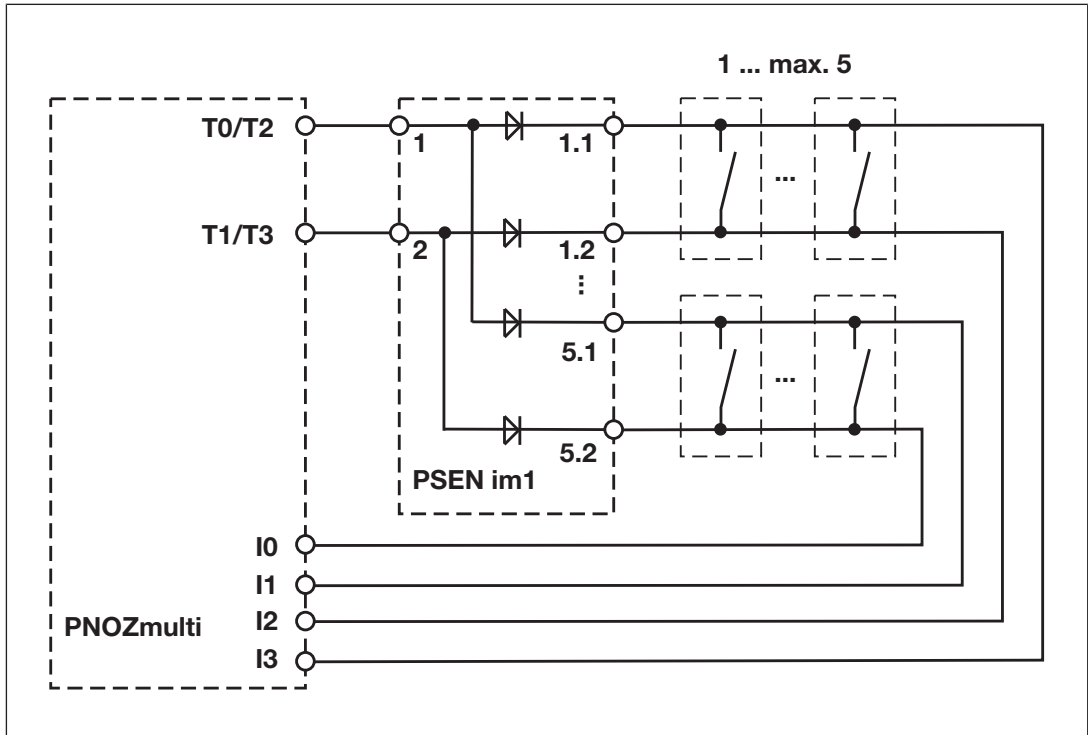 1 ... max. 5
T0/T2
1
1.1
...
T1/T3
2
1.2
...
5.1
...
5.2
PSEN im1
I0
I1
I2
PNOZmulti
I3